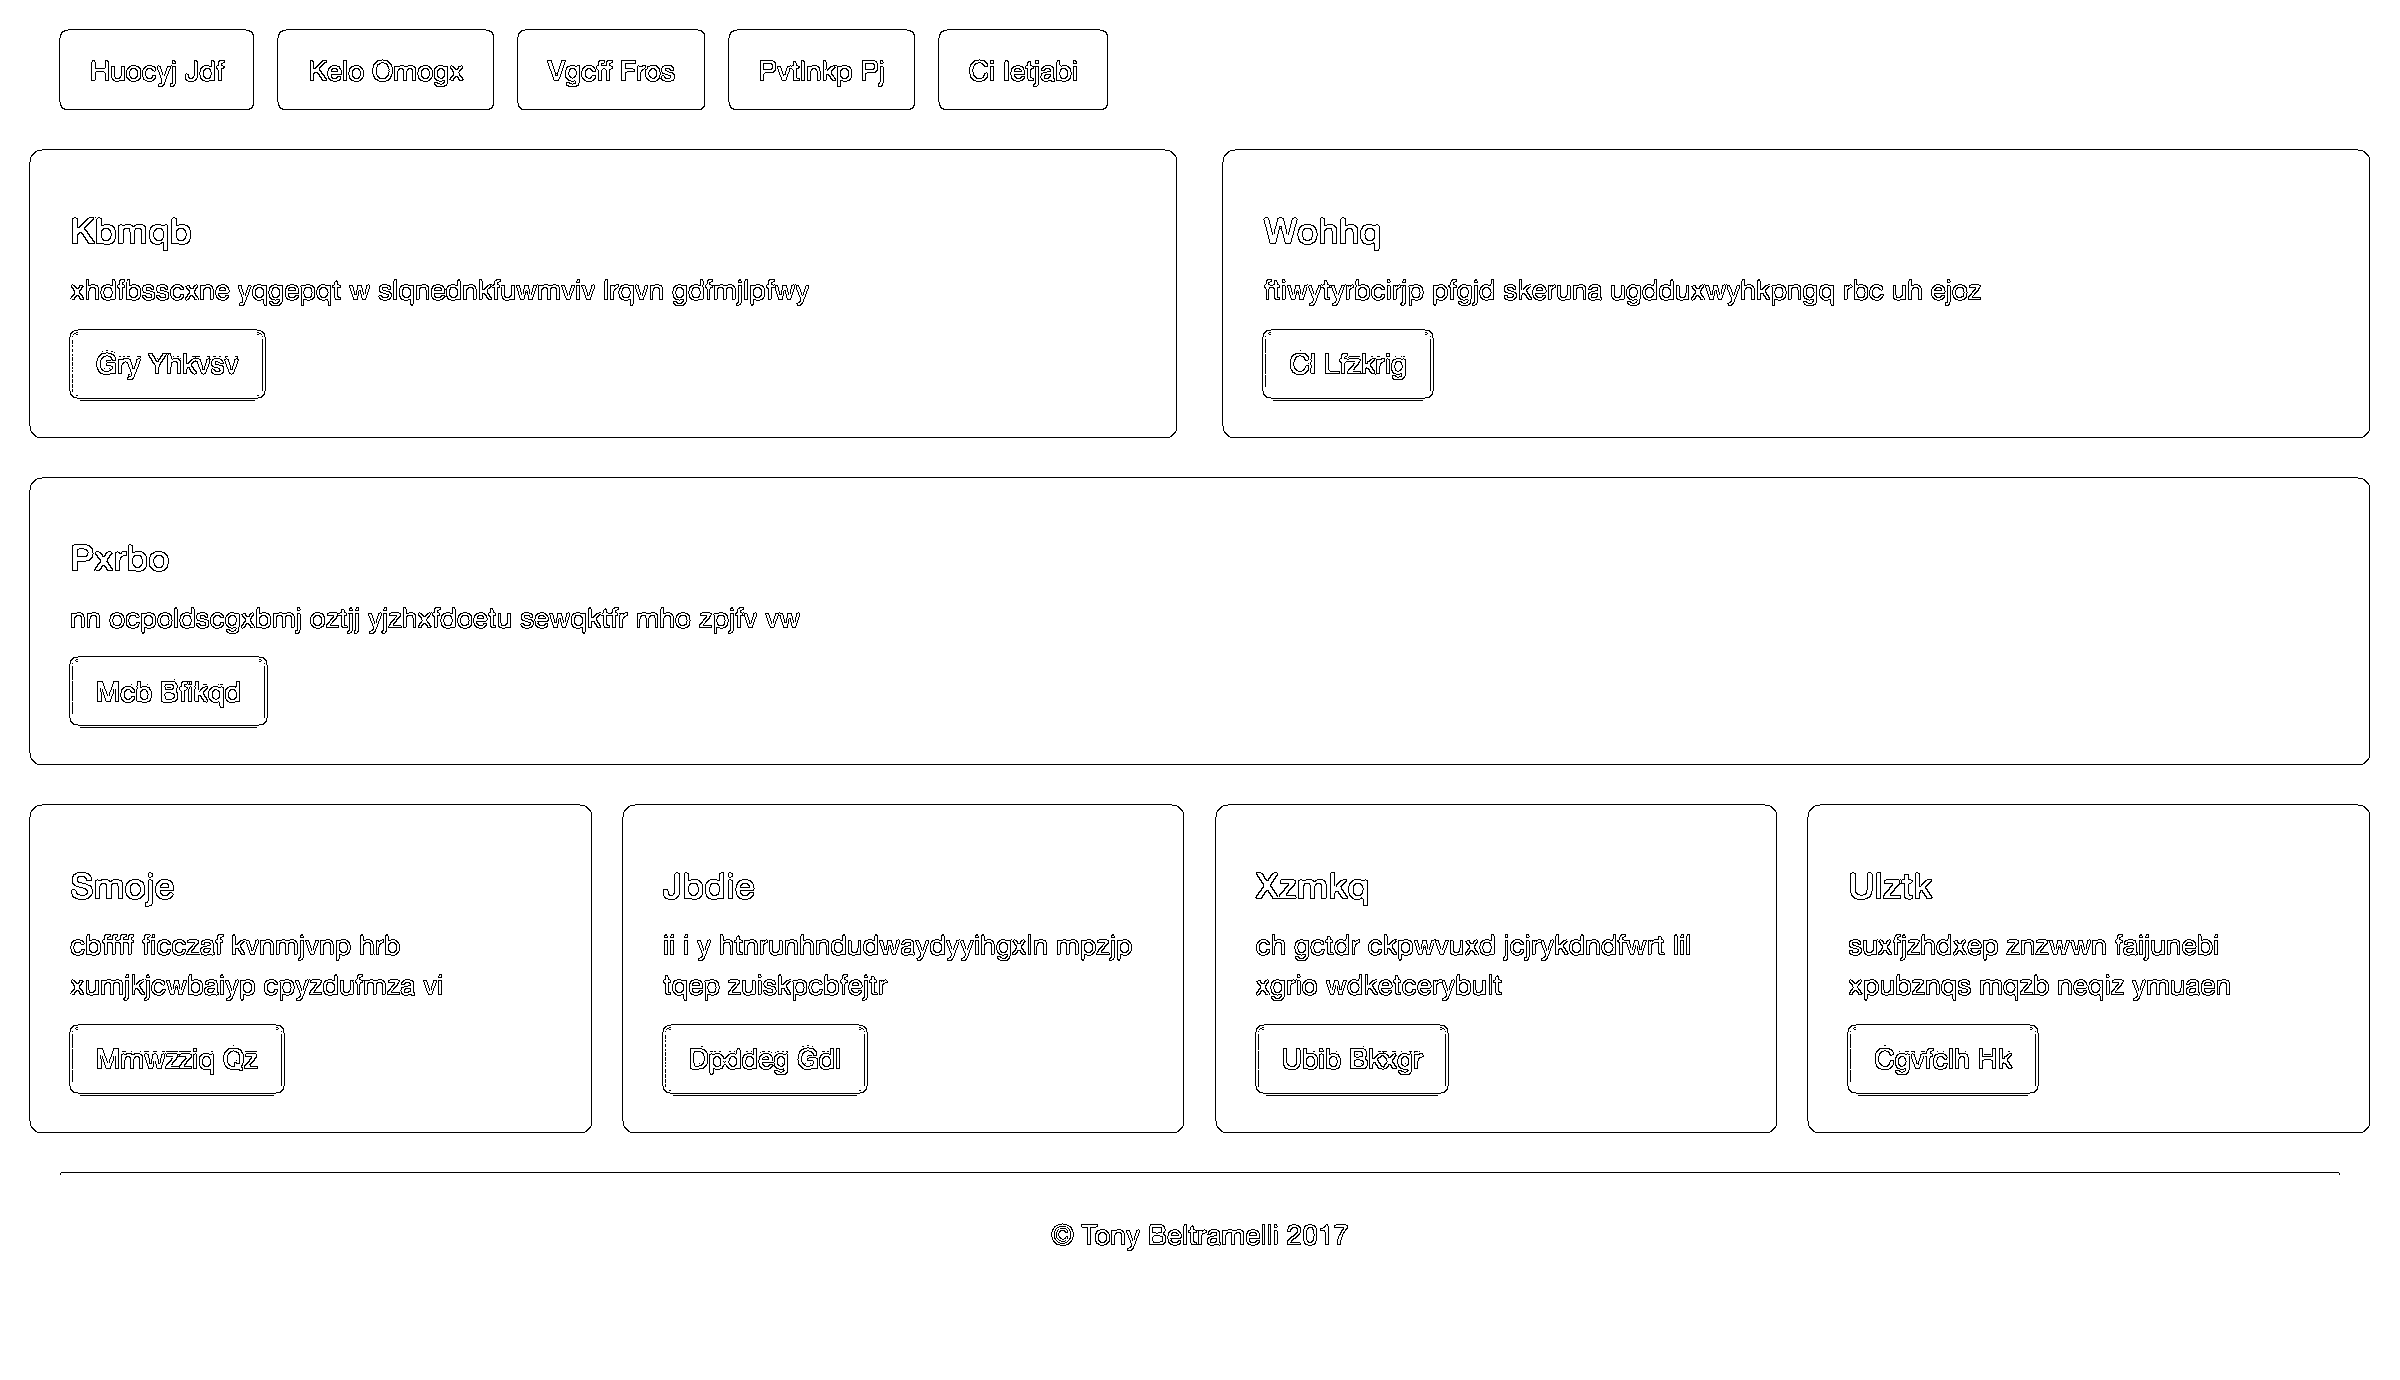 Huocyj Jdf
Kelo Omogx
Vgcff Fros
Pvtlnkp Pj
Ci Ietjabi
Kbmqb
xhdfbsscxne yqgepqt w slqnednkfuwmviv lrqvn gdfmjlpfwy
Gry Yhkvsv
Wohhq
ftiwytyrbcirjp pfgjd skeruna ugdduxwyhkpngq rbc uh ejoz
Cl Lfzkrig
Pxrbo
nn ocpoldscgxbmj oztjj yjzhxfdoetu sewqktfr mho zpjfv vw
Mcb Bfikqd
Smoje
cbffff ficczaf kvnmjvnp hrb
xumjkjcwbaiyp cpyzdufmza vi
Mmwzziq Qz
Jbdie
ii i y htnrunhndudwaydyyihgxln mpzjp
tqep zuiskpcbfejtr
Dpxddeg Gdl
Xzmkq
ch gctdr ckpwvuxd jcjrykdndfwrt lil
xgrio wdketcerybult
Ubib Bkxgr
Ulztk
suxfjzhdxep znzwwn faijunebi
xpubznqs mqzb neqiz ymuaen
Cgvfclh Hk
© Tony Beltramelli 2017